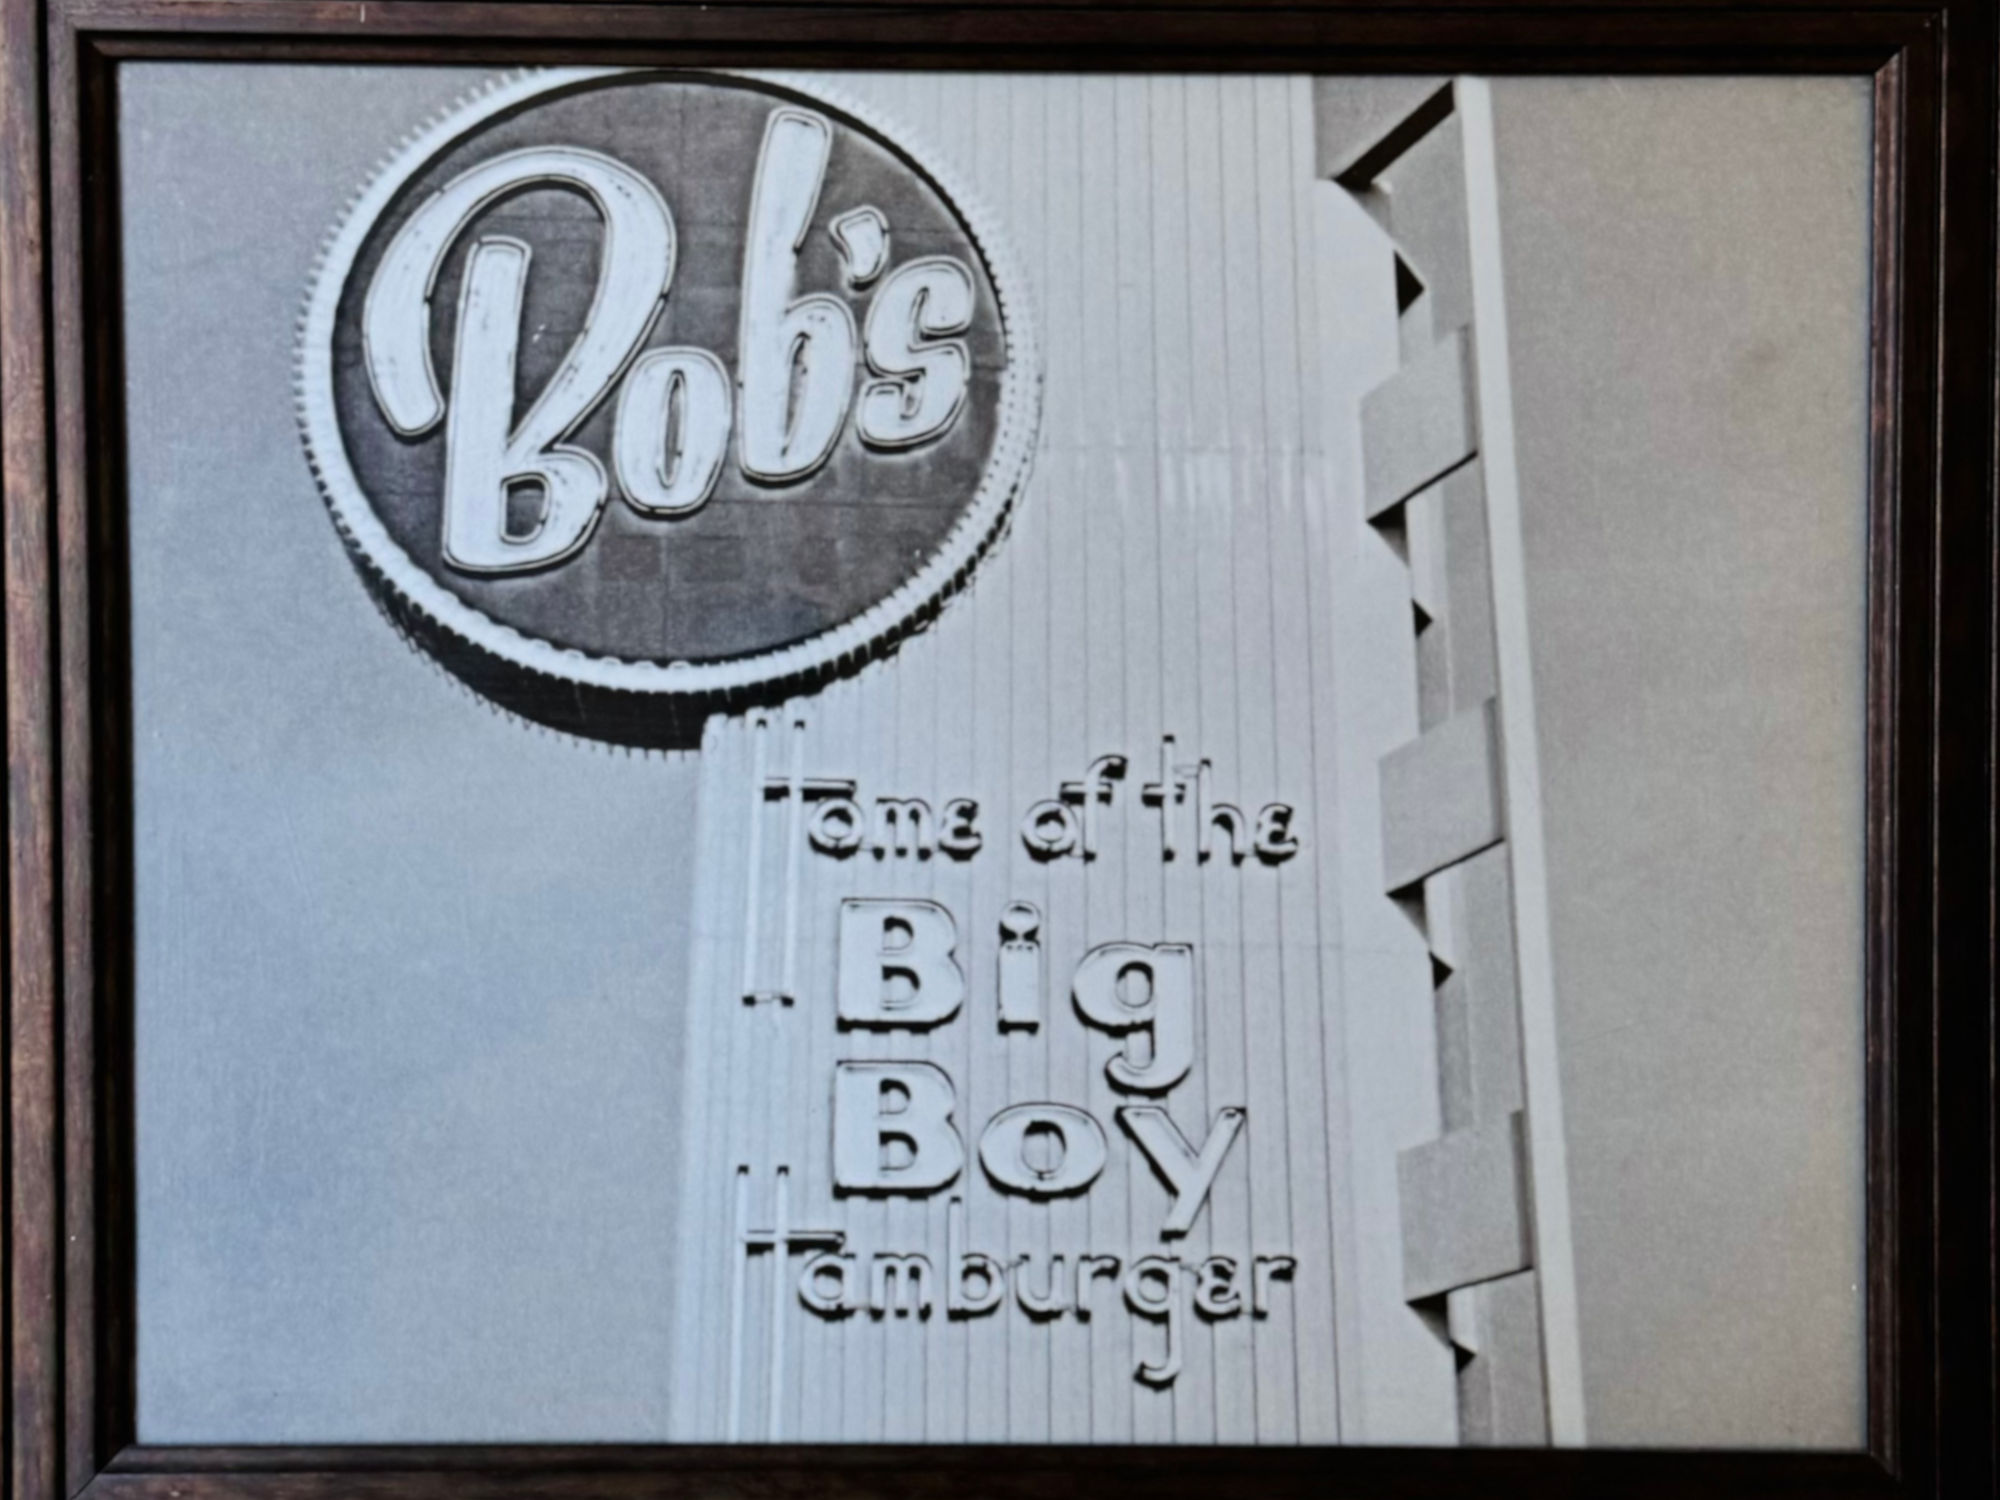 Bob's
Home of the
Big
Boy
Hamburger